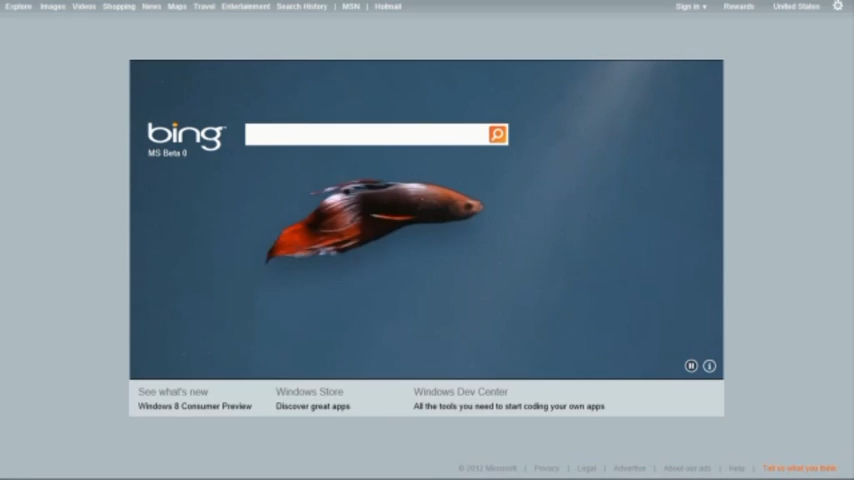 Explore Images Videos Shopping News Maps Travel Entertainment Search History | MSN | Hotmail
Sign in Rewards United States
bing™
MS Beta 0
See what's new
Windows 8 Consumer Preview
Windows Store
Discover great apps
Windows Dev Center
All the tools you need to start coding your own apps
© 2012 Microsoft | Privacy | Legal | Advertise | About our ads | Help | Tell us what you think